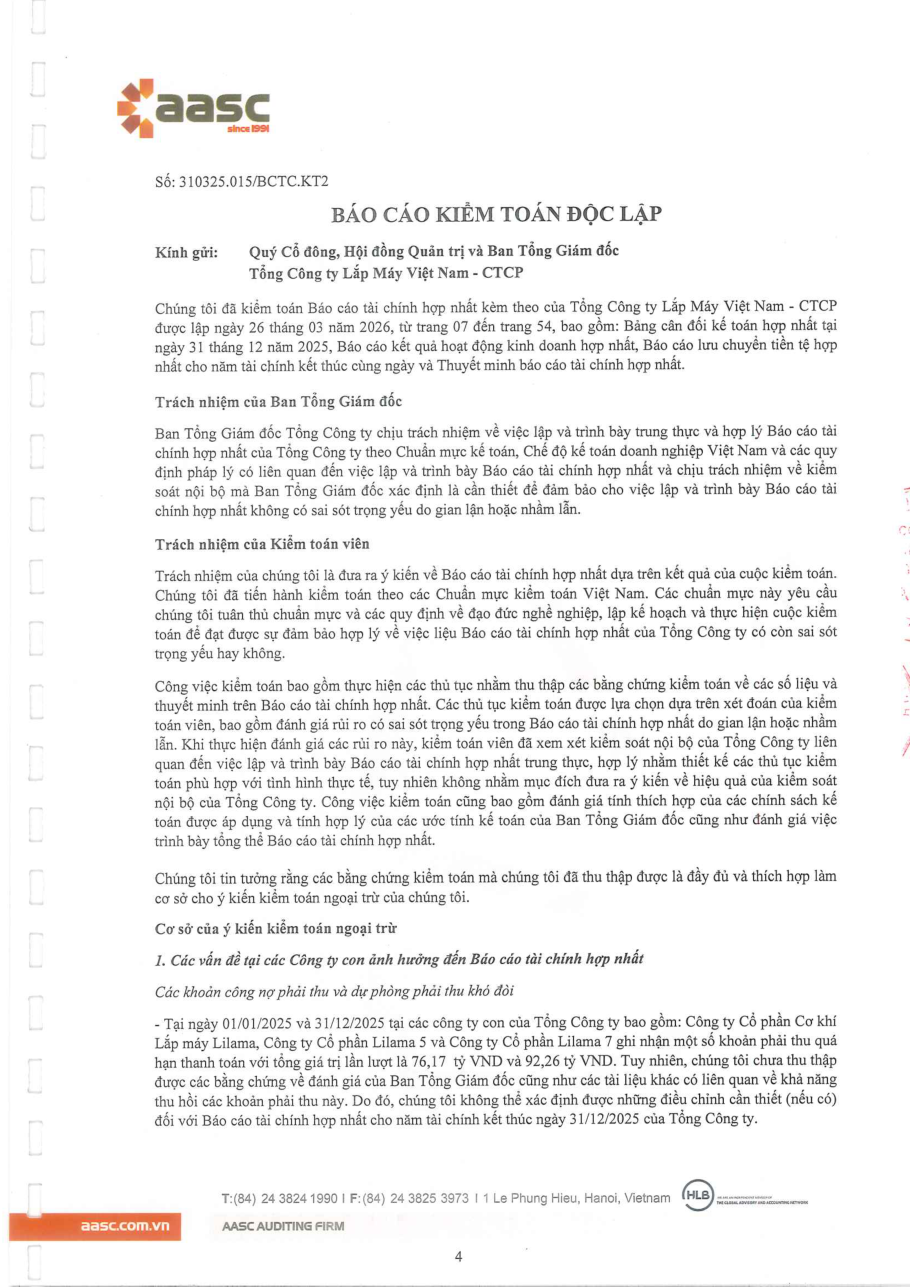 aasc
since 1991
Số: 310325.015/BCTC.KT2
BÁO CÁO KIỂM TOÁN ĐỘC LẬP
Kính gửi: Quý Cổ đông, Hội đồng Quản trị và Ban Tổng Giám đốc
Tổng Công ty Lắp Máy Việt Nam - CTCP
Chúng tôi đã kiểm toán Báo cáo tài chính hợp nhất kèm theo của Tổng Công ty Lắp Máy Việt Nam - CTCP
được lập ngày 26 tháng 03 năm 2026, từ trang 07 đến trang 54, bao gồm: Bảng cân đối kế toán hợp nhất tại
ngày 31 tháng 12 năm 2025, Báo cáo kết quả hoạt động kinh doanh hợp nhất, Báo cáo lưu chuyển tiền tệ hợp
nhất cho năm tài chính kết thúc cùng ngày và Thuyết minh báo cáo tài chính hợp nhất.
Trách nhiệm của Ban Tổng Giám đốc
Ban Tổng Giám đốc Tổng Công ty chịu trách nhiệm về việc lập và trình bày trung thực và hợp lý Báo cáo tài
chính hợp nhất của Tổng Công ty theo Chuẩn mực kế toán, Chế độ kế toán doanh nghiệp Việt Nam và các quy
định pháp lý có liên quan đến việc lập và trình bày Báo cáo tài chính hợp nhất và chịu trách nhiệm về kiểm
soát nội bộ mà Ban Tổng Giám đốc xác định là cần thiết để đảm bảo cho việc lập và trình bày Báo cáo tài
chính hợp nhất không có sai sót trọng yếu do gian lận hoặc nhầm lẫn.
Trách nhiệm của Kiểm toán viên
Trách nhiệm của chúng tôi là đưa ra ý kiến về Báo cáo tài chính hợp nhất dựa trên kết quả của cuộc kiểm toán.
Chúng tôi đã tiến hành kiểm toán theo các Chuẩn mực kiểm toán Việt Nam. Các chuẩn mực này yêu cầu
chúng tôi tuân thủ chuẩn mực và các quy định về đạo đức nghề nghiệp, lập kế hoạch và thực hiện cuộc kiểm
toán để đạt được sự đảm bảo hợp lý về việc liệu Báo cáo tài chính hợp nhất của Tổng Công ty có còn sai sót
trọng yếu hay không.
Công việc kiểm toán bao gồm thực hiện các thủ tục nhằm thu thập các bằng chứng kiểm toán về các số liệu và
thuyết minh trên Báo cáo tài chính hợp nhất. Các thủ tục kiểm toán được lựa chọn dựa trên xét đoán của kiểm
toán viên, bao gồm đánh giá rủi ro có sai sót trọng yếu trong Báo cáo tài chính hợp nhất do gian lận hoặc nhầm
lẫn. Khi thực hiện đánh giá các rủi ro này, kiểm toán viên đã xem xét kiểm soát nội bộ của Tổng Công ty liên
quan đến việc lập và trình bày Báo cáo tài chính hợp nhất trung thực, hợp lý nhằm thiết kế các thủ tục kiểm
toán phù hợp với tình hình thực tế, tuy nhiên không nhằm mục đích đưa ra ý kiến về hiệu quả của kiểm soát
nội bộ của Tổng Công ty. Công việc kiểm toán cũng bao gồm đánh giá tính thích hợp của các chính sách kế
toán được áp dụng và tính hợp lý của các ước tính kế toán của Ban Tổng Giám đốc cũng như đánh giá việc
trình bày tổng thể Báo cáo tài chính hợp nhất.
Chúng tôi tin tưởng rằng các bằng chứng kiểm toán mà chúng tôi đã thu thập được là đầy đủ và thích hợp làm
cơ sở cho ý kiến kiểm toán ngoại trừ của chúng tôi.
Cơ sở của ý kiến kiểm toán ngoại trừ
1. Các vấn đề tại các Công ty con ảnh hưởng đến Báo cáo tài chính hợp nhất
Các khoản công nợ phải thu và dự phòng phải thu khó đòi
- Tại ngày 01/01/2025 và 31/12/2025 tại các công ty con của Tổng Công ty bao gồm: Công ty Cổ phần Cơ khí
Lắp máy Lilama, Công ty Cổ phần Lilama 5 và Công ty Cổ phần Lilama 7 ghi nhận một số khoản phải thu quá
hạn thanh toán với tổng giá trị lần lượt là 76,17 tỷ VND và 92,26 tỷ VND. Tuy nhiên, chúng tôi chưa thu thập
được các bằng chứng về đánh giá của Ban Tổng Giám đốc cũng như các tài liệu khác có liên quan về khả năng
thu hồi các khoản phải thu này. Do đó, chúng tôi không thể xác định được những điều chỉnh cần thiết (nếu có)
đối với Báo cáo tài chính hợp nhất cho năm tài chính kết thúc ngày 31/12/2025 của Tổng Công ty.
T:(84) 24 3824 1990 I F:(84) 24 3825 3973 I 1 Le Phung Hieu, Hanoi, Vietnam
HLB
THE GLOBAL ADVISORY AND ACCOUNTING NETWORK
aasc.com.vn AASC AUDITING FIRM
4